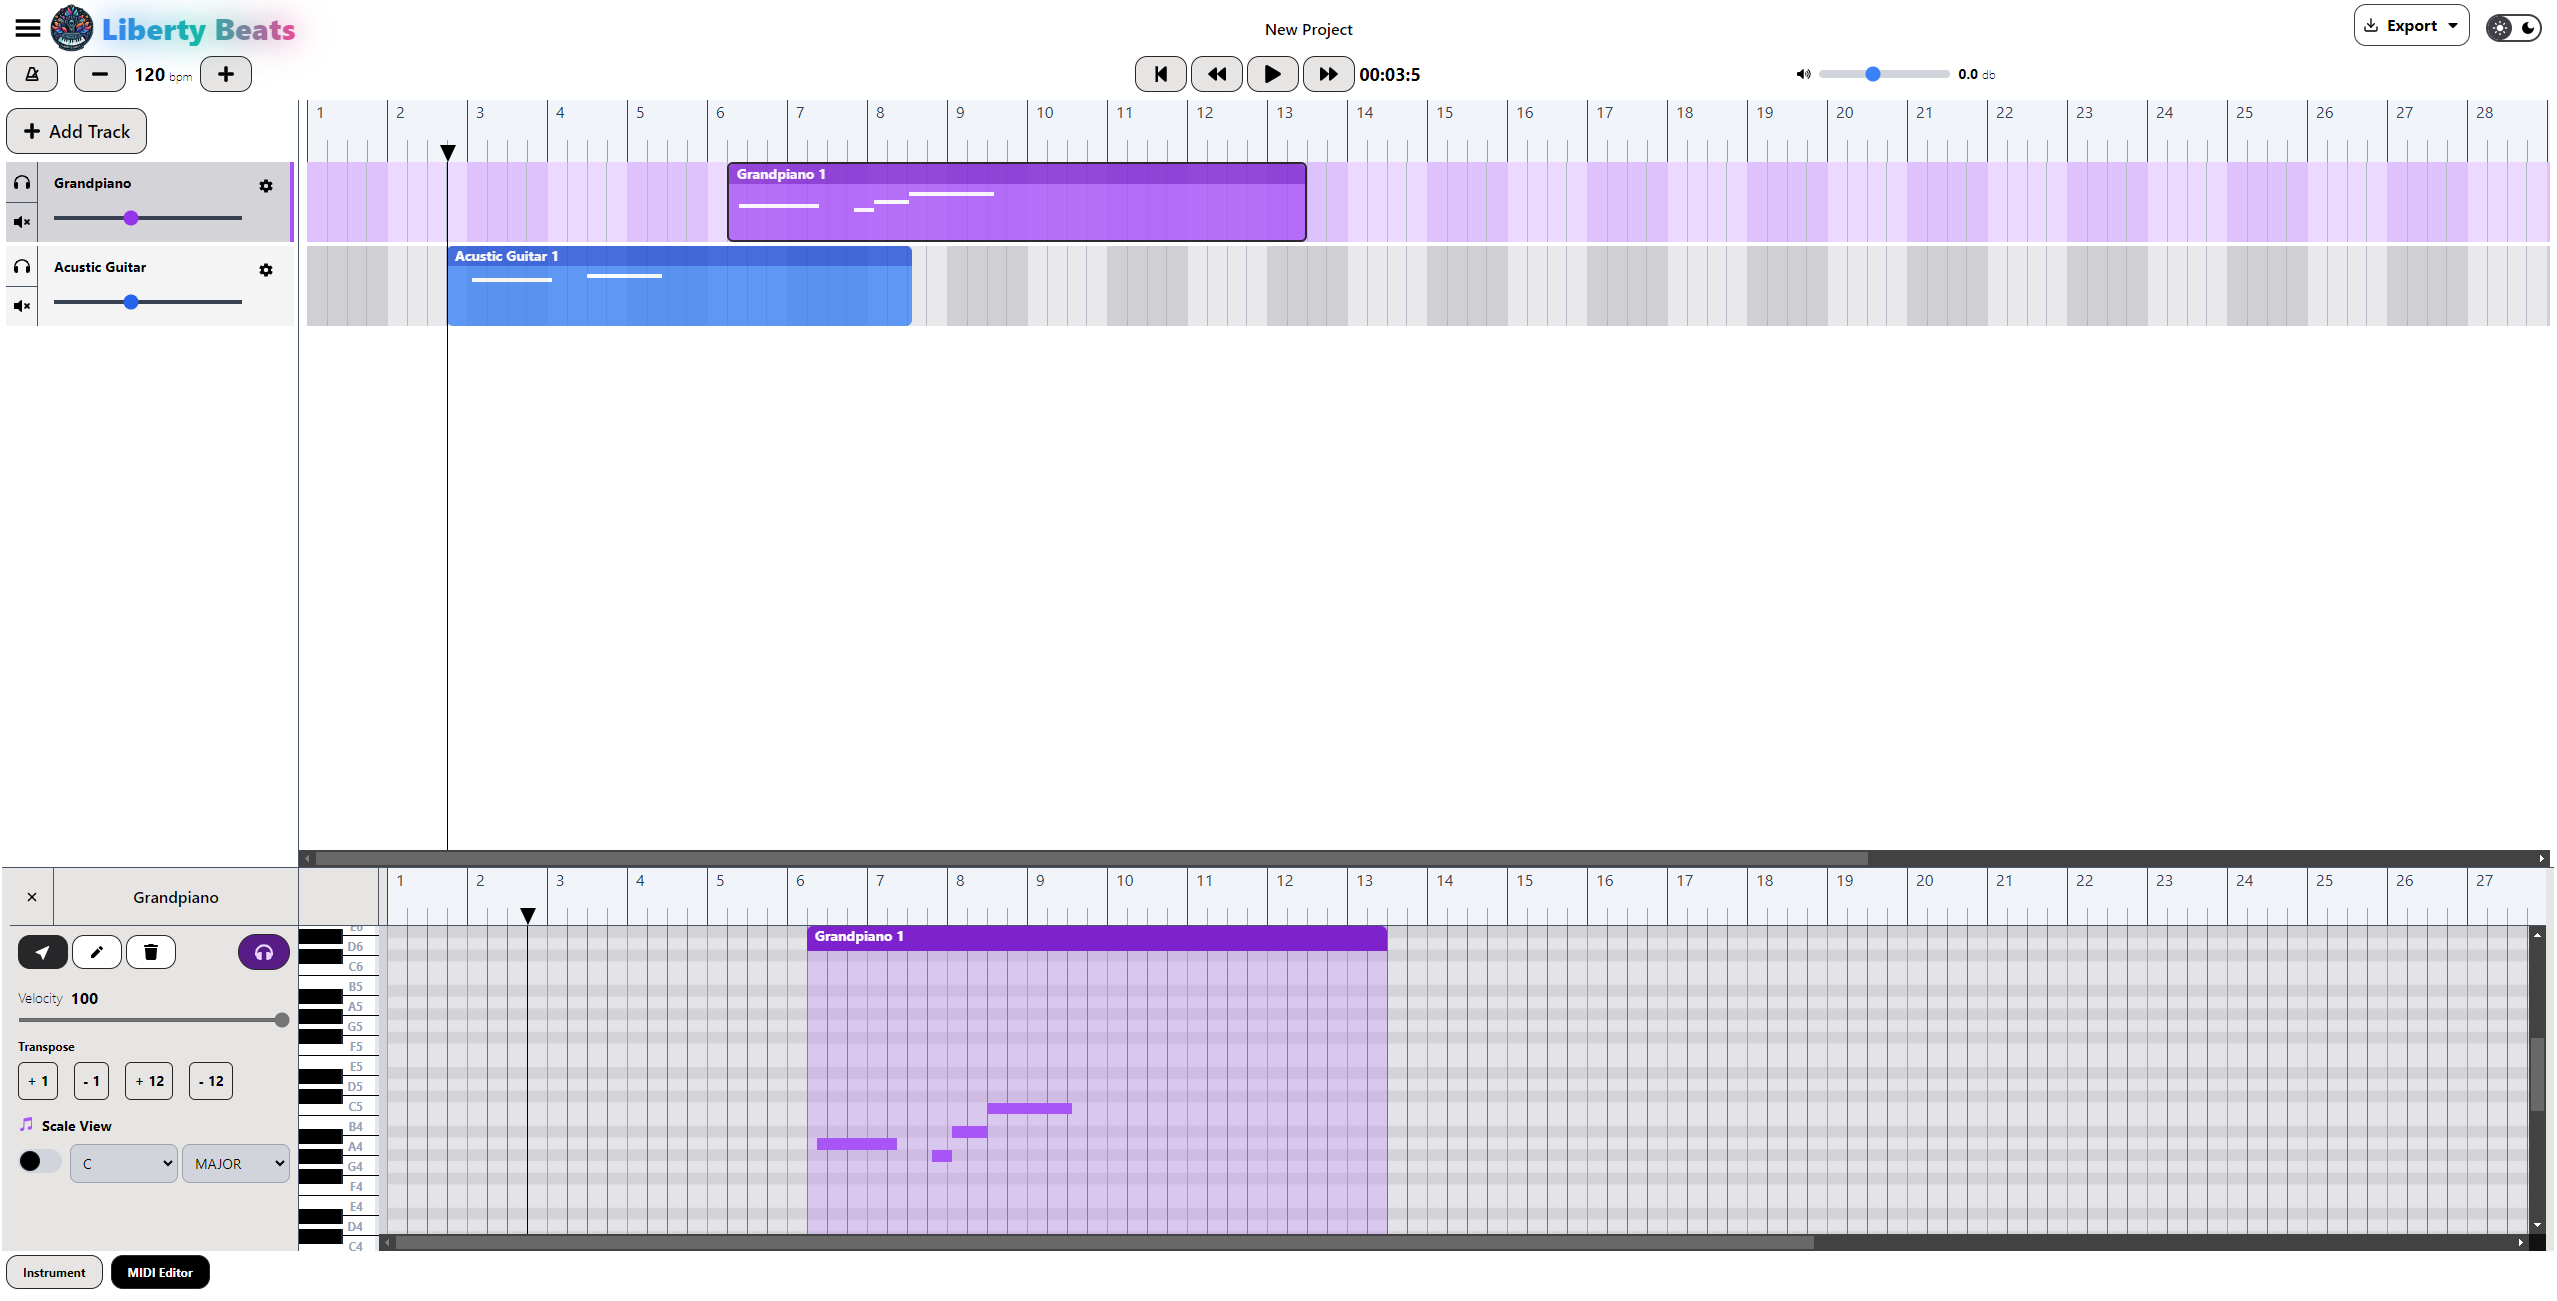 Liberty Beats
New Project
Export
120 bpm
00:03:5
0.0 db
Add Track
1 2 3 4 5 6 7 8 9 10 11 12 13 14 15 16 17 18 19 20 21 22 23 24 25 26 27 28
Grandpiano
Grandpiano 1
Acustic Guitar
Acustic Guitar 1
Grandpiano
1 2 3 4 5 6 7 8 9 10 11 12 13 14 15 16 17 18 19 20 21 22 23 24 25 26 27
Grandpiano 1
E6
D6
C6
B5
A5
G5
F5
E5
D5
C5
B4
A4
G4
F4
E4
D4
C4
Velocity 100
Transpose
+ 1 - 1 + 12 - 12
Scale View
C MAJOR
Instrument MIDI Editor